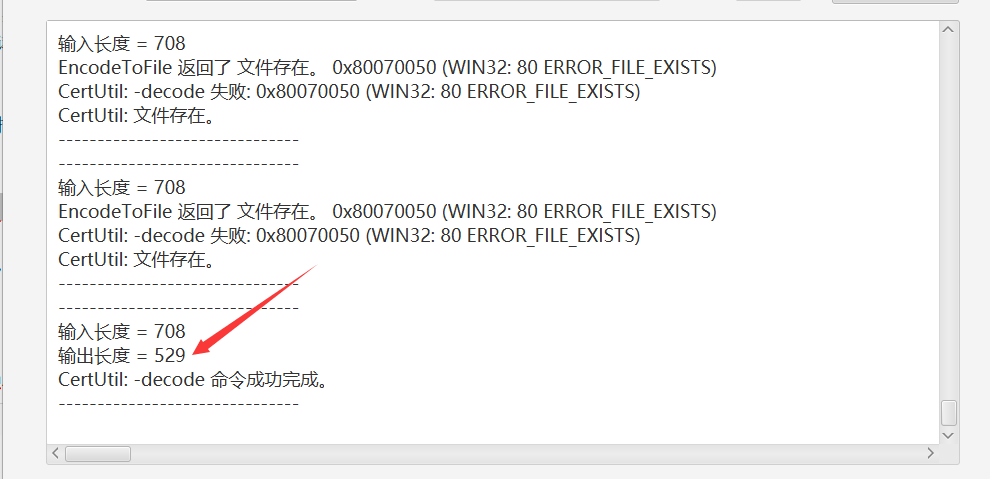 输入长度 = 708
EncodeToFile 返回了 文件存在。 0x80070050 (WIN32: 80 ERROR_FILE_EXISTS)
CertUtil: -decode 失败: 0x80070050 (WIN32: 80 ERROR_FILE_EXISTS)
CertUtil: 文件存在。
-------------------------------
-------------------------------
输入长度 = 708
EncodeToFile 返回了 文件存在。 0x80070050 (WIN32: 80 ERROR_FILE_EXISTS)
CertUtil: -decode 失败: 0x80070050 (WIN32: 80 ERROR_FILE_EXISTS)
CertUtil: 文件存在。
-------------------------------
-------------------------------
输入长度 = 708
输出长度 = 529
CertUtil: -decode 命令成功完成。
-------------------------------